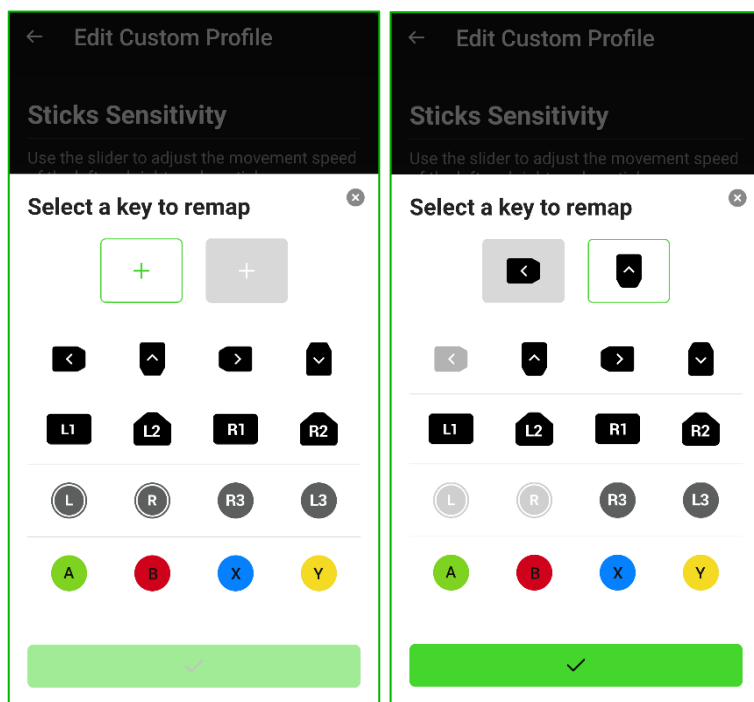 Edit Custom Profile
Sticks Sensitivity
Use the slider to adjust the movement speed
Select a key to remap
L1 L2 R1 R2
L R R3 L3
A B X Y
Edit Custom Profile
Sticks Sensitivity
Use the slider to adjust the movement speed
Select a key to remap
L1 L2 R1 R2
L R R3 L3
A B X Y